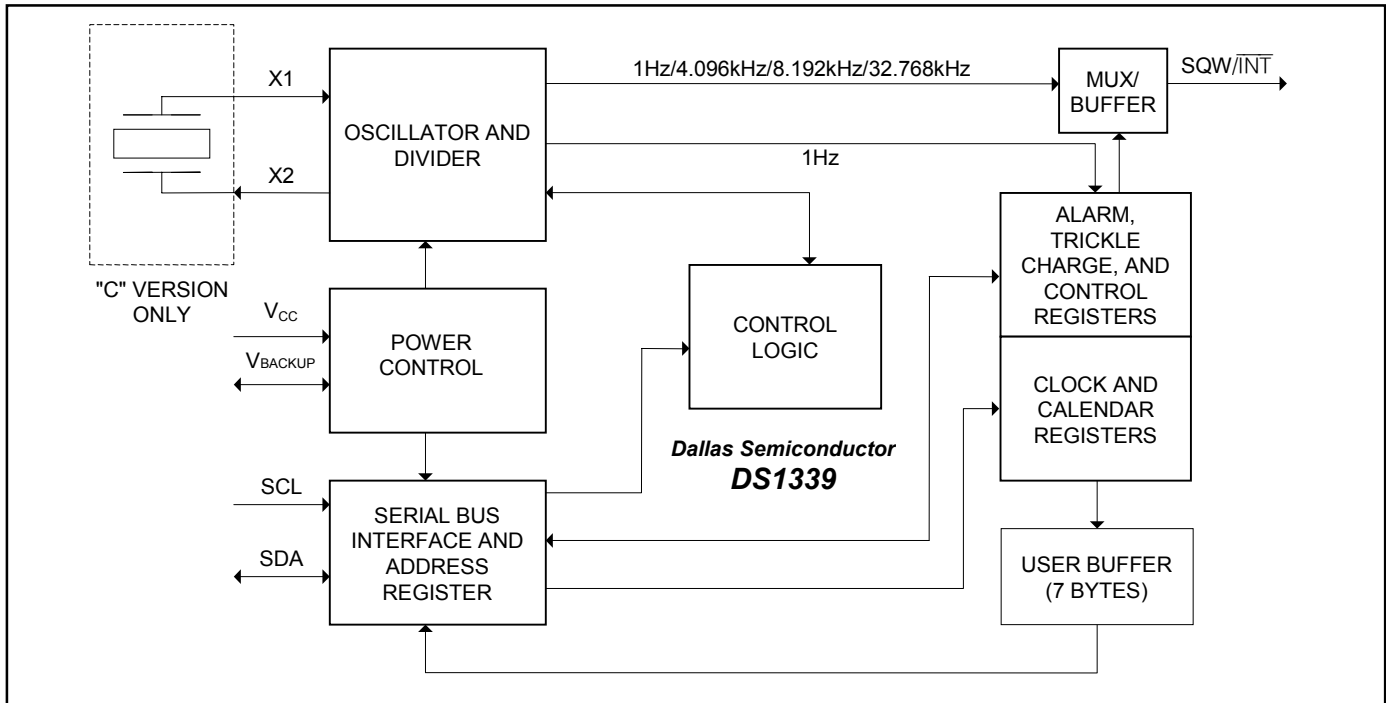 X1
1Hz/4.096kHz/8.192kHz/32.768kHz
SQW/I̅N̅T̅
MUX/
BUFFER
OSCILLATOR AND
DIVIDER
1Hz
X2
ALARM,
TRICKLE
CHARGE, AND
CONTROL
REGISTERS
"C" VERSION
ONLY
VCC
VBACKUP
POWER
CONTROL
CONTROL
LOGIC
CLOCK AND
CALENDAR
REGISTERS
Dallas Semiconductor
DS1339
SCL
SDA
SERIAL BUS
INTERFACE AND
ADDRESS
REGISTER
USER BUFFER
(7 BYTES)